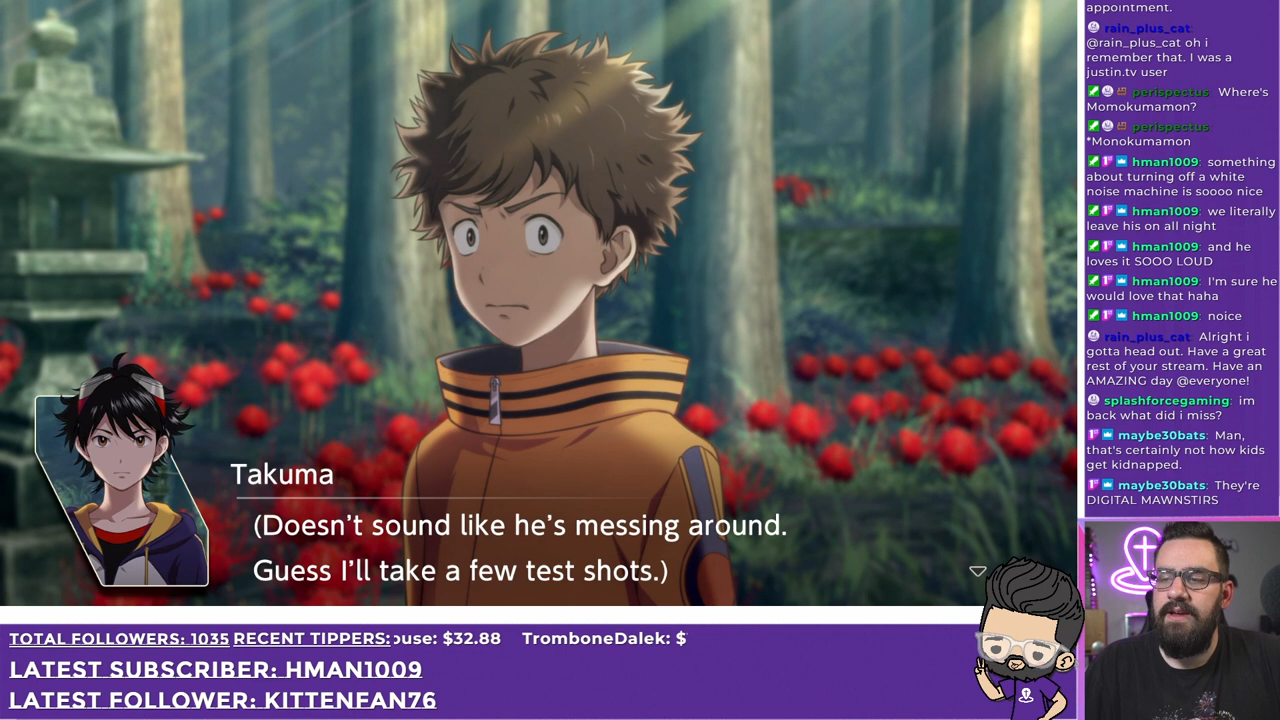 Takuma
(Doesn't sound like he's messing around.
Guess I'll take a few test shots.)
appointment.
rain_plus_cat:
@rain_plus_cat oh i
remember that. I was a
justin.tv user
perispectus: Where's
Momokumamon?
perispectus:
*Monokumamon
hman1009: something
about turning off a white
noise machine is soooo nice
hman1009: we literally
leave his on all night
hman1009: and he
loves it SOOO LOUD
hman1009: I'm sure he
would love that haha
hman1009: noice
rain_plus_cat: Alright i
gotta head out. Have a great
rest of your stream. Have an
AMAZING day @everyone!
splashforcegaming: im
back what did i miss?
maybe30bats: Man,
that's certainly not how kids
get kidnapped.
maybe30bats: They're
DIGITAL MAWNSTIRS
TOTAL FOLLOWERS: 1035 RECENT TIPPERS: ouse: $32.88 TromboneDalek: $
LATEST SUBSCRIBER: HMAN1009
LATEST FOLLOWER: KITTENFAN76